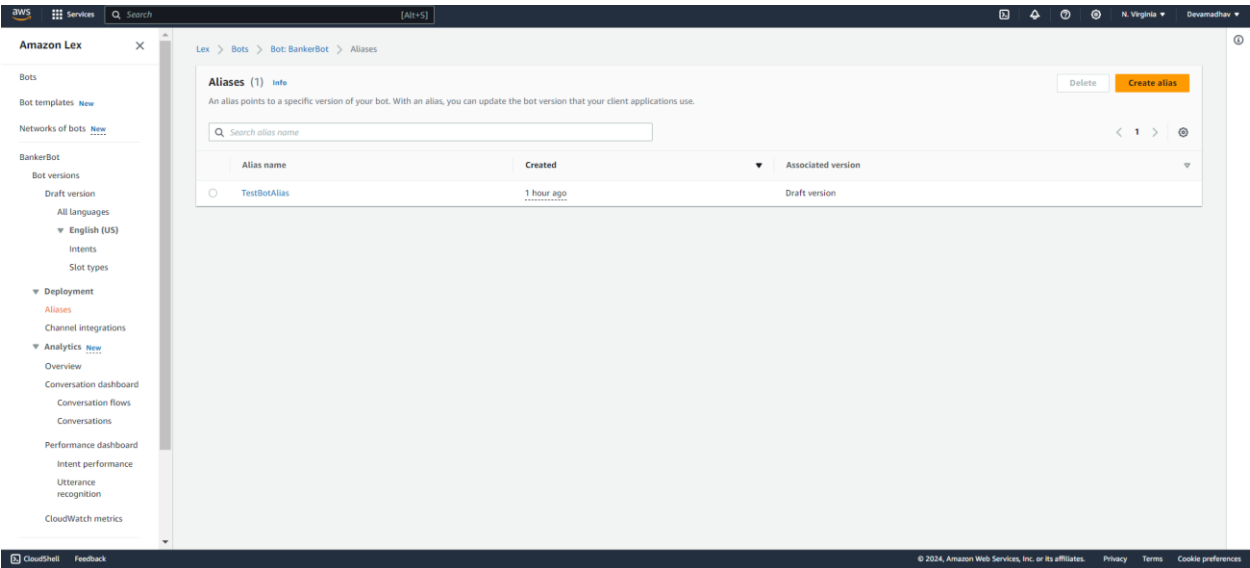 aws
Services
Search
[Alt+S]
N. Virginia
Devamadhav
Amazon Lex
Bots
Bot templates New
Networks of bots New
BankerBot
Bot versions
Draft version
All languages
English (US)
Intents
Slot types
Deployment
Aliases
Channel integrations
Analytics New
Overview
Conversation dashboard
Conversation flows
Conversations
Performance dashboard
Intent performance
Utterance
recognition
CloudWatch metrics
Lex > Bots > Bot: BankerBot > Aliases
Aliases (1) Info
Delete
Create alias
An alias points to a specific version of your bot. With an alias, you can update the bot version that your client applications use.
Search alias name
1
Alias name Created Associated version
TestBotAlias 1 hour ago Draft version
CloudShell Feedback © 2024, Amazon Web Services, Inc. or its affiliates. Privacy Terms Cookie preferences